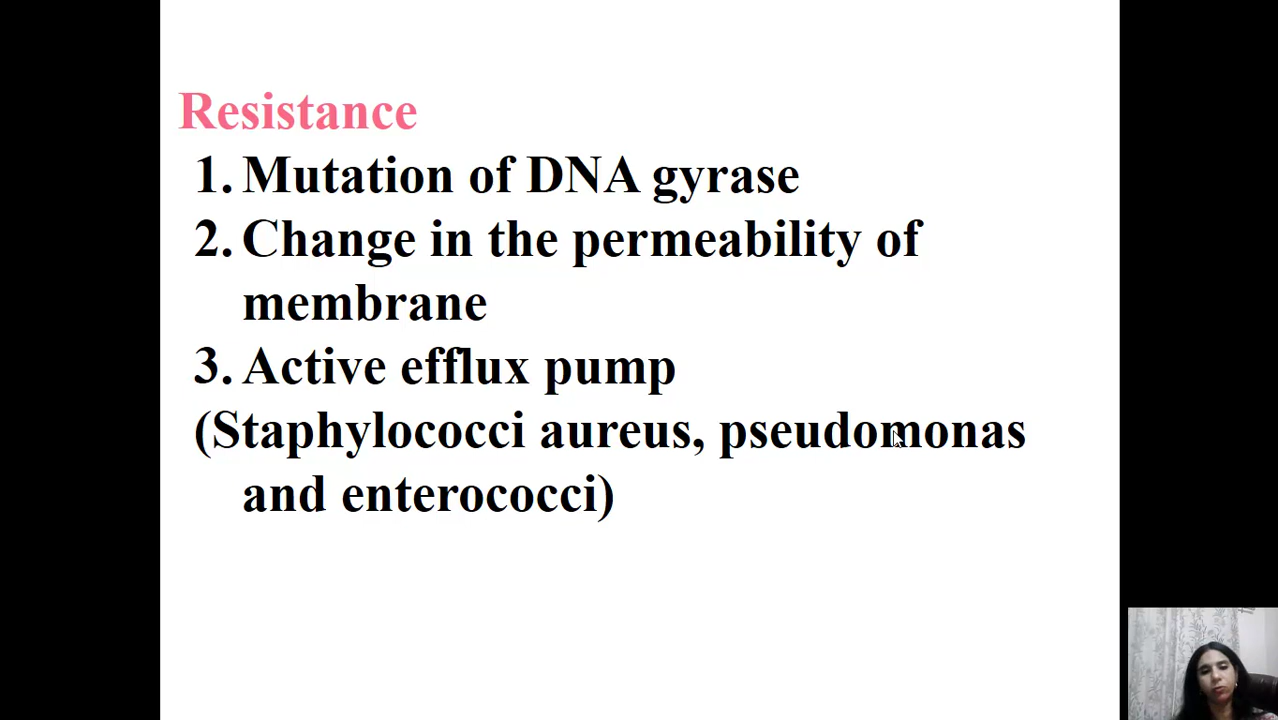 Resistance
1. Mutation of DNA gyrase
2. Change in the permeability of
membrane
3. Active efflux pump
(Staphylococci aureus, pseudomonas
and enterococci)